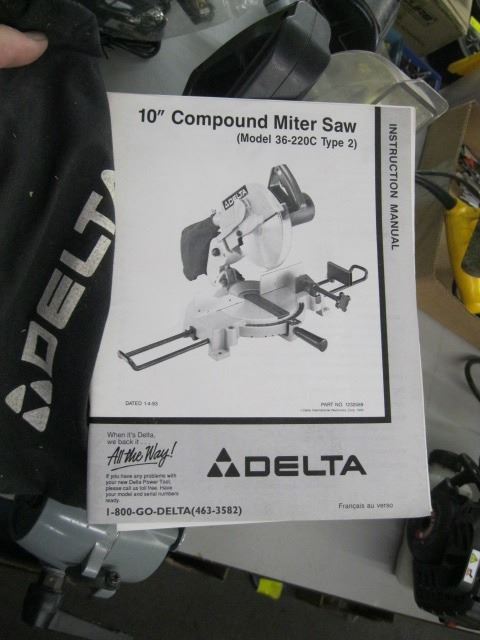 10" Compound Miter Saw
(Model 36-220C Type 2)
INSTRUCTION MANUAL
DELTA
DELTA
DATED 1-4-93
PART NO. 1232589
When it's Delta,
we back it ...
All the Way!
If you have any problems with
your new Delta Power Tool,
please call us toll free. Have
your model and serial numbers
ready.
1-800-GO-DELTA(463-3582)
DELTA
Français au verso